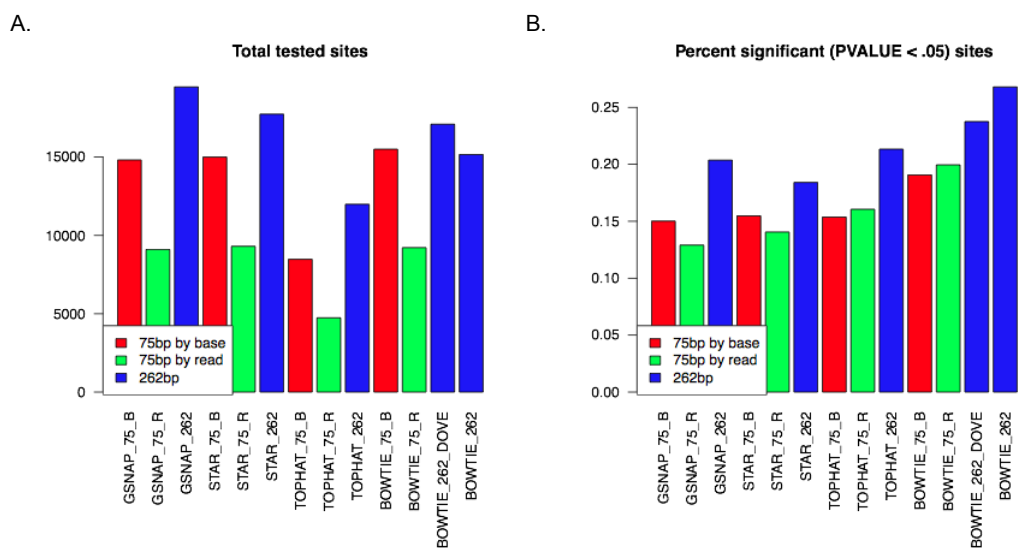 A.
Total tested sites
15000
10000
5000
0
75bp by base
75bp by read
262bp
GSNAP_75_B
GSNAP_75_R
GSNAP_262
STAR_75_B
STAR_75_R
STAR_262
TOPHAT_75_B
TOPHAT_75_R
TOPHAT_262
BOWTIE_75_B
BOWTIE_75_R
BOWTIE_262_DOVE
BOWTIE_262
B.
Percent significant (PVALUE < .05) sites
0.25
0.20
0.15
0.10
0.05
0.00
75bp by base
75bp by read
262bp
GSNAP_75_B
GSNAP_75_R
GSNAP_262
STAR_75_B
STAR_75_R
STAR_262
TOPHAT_75_B
TOPHAT_75_R
TOPHAT_262
BOWTIE_75_B
BOWTIE_75_R
BOWTIE_262_DOVE
BOWTIE_262